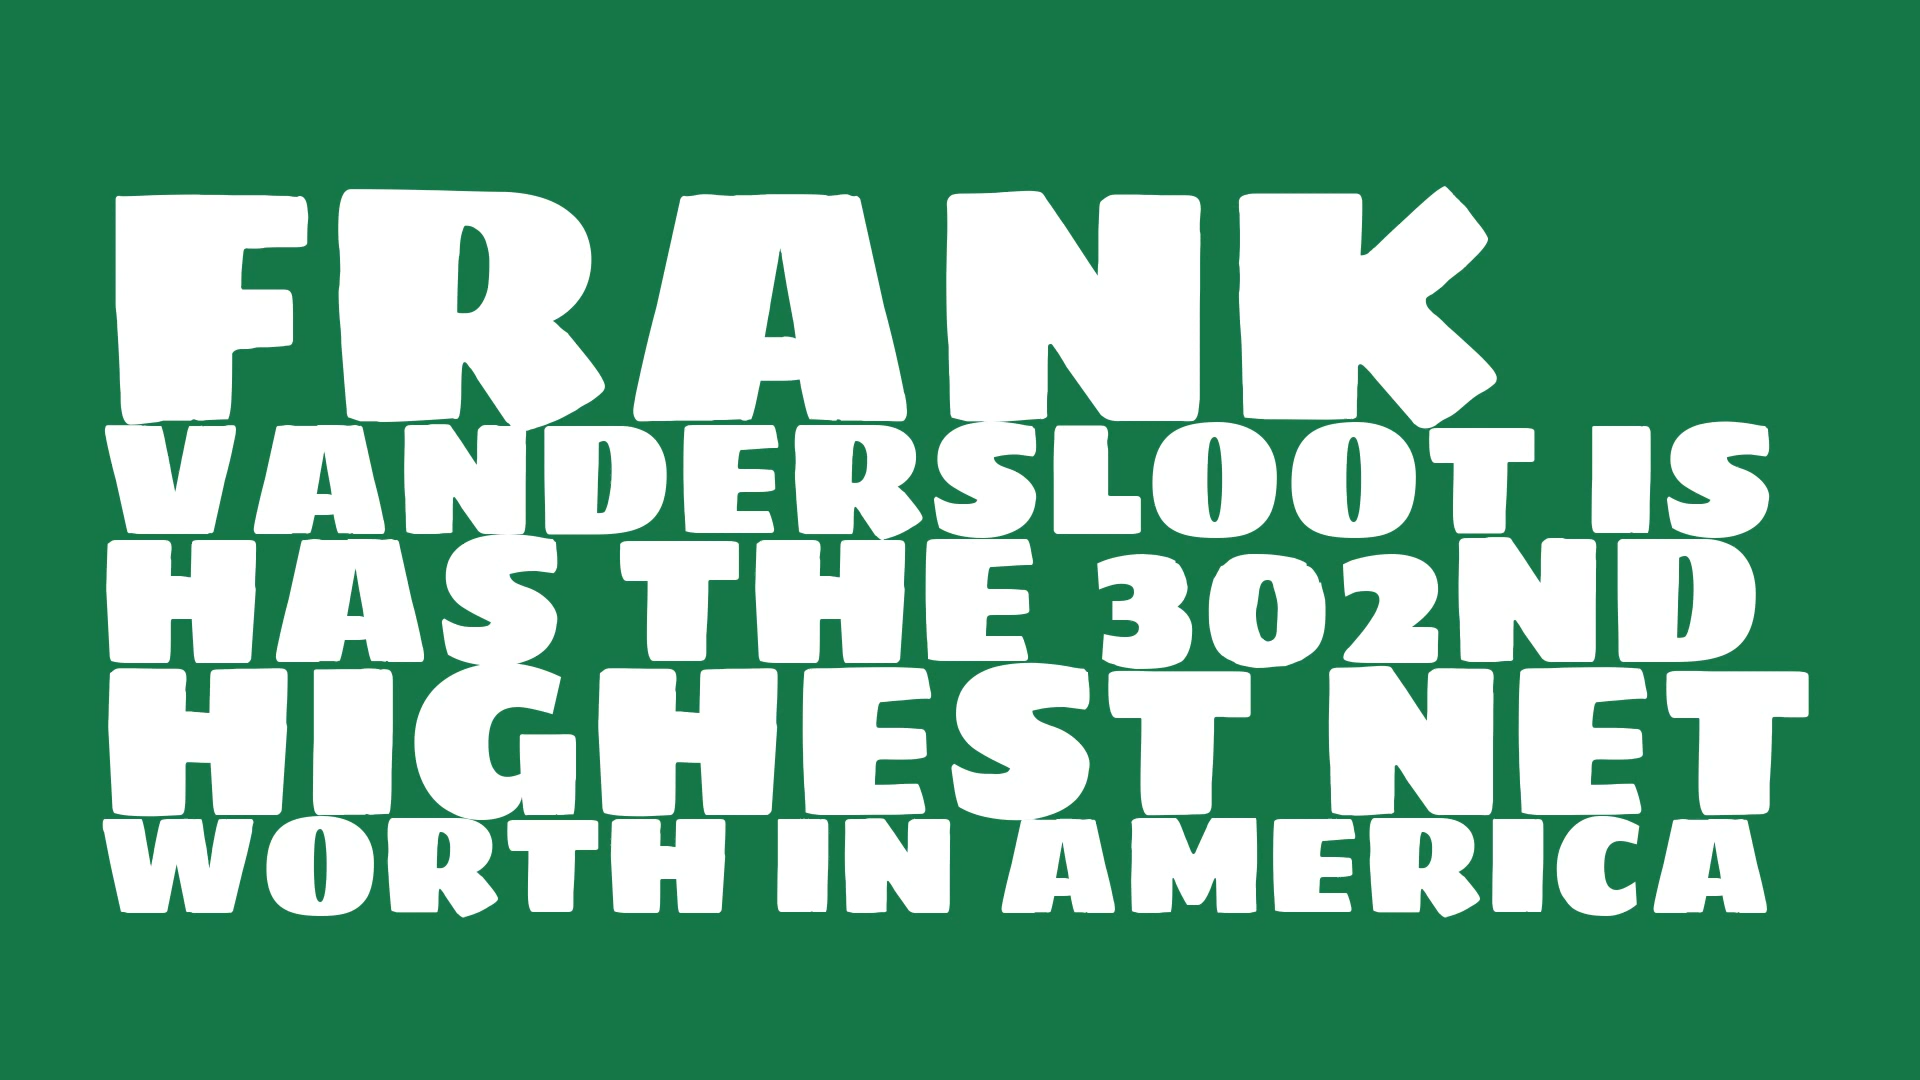 FRANK
VANDERSLOOT IS
HAS THE 302ND
HIGHEST NET
WORTH IN AMERICA